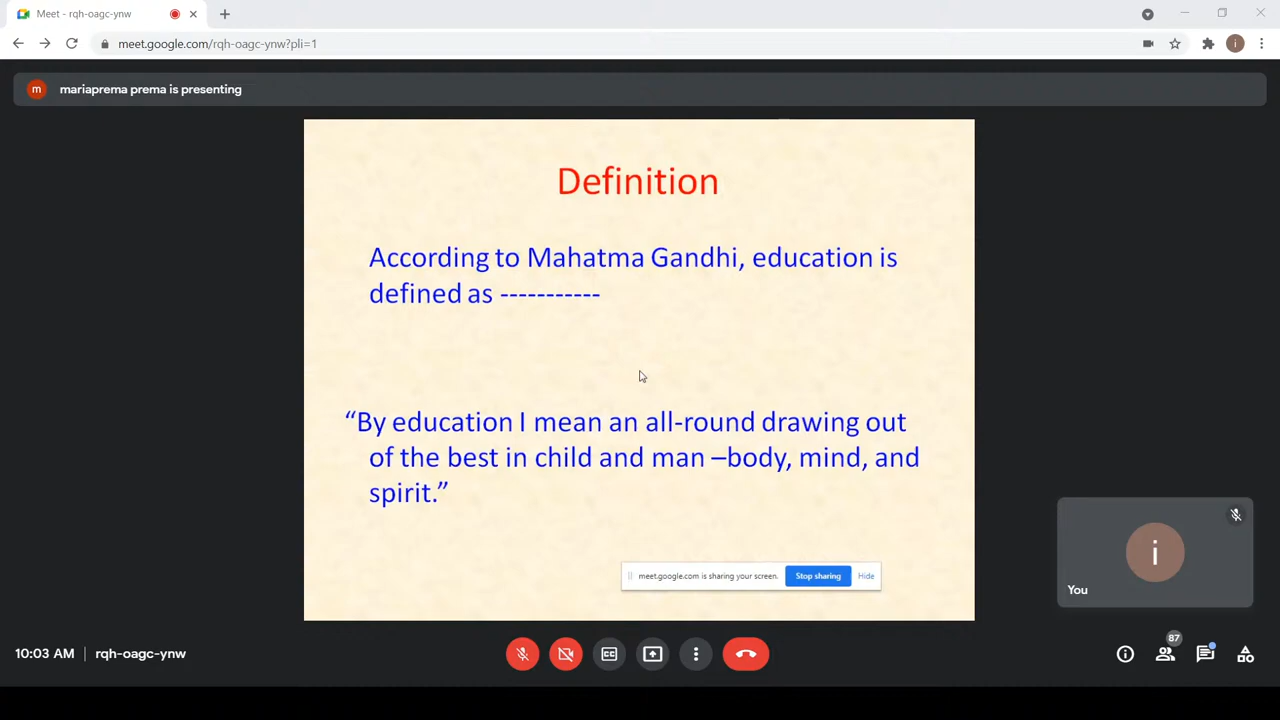 Meet - rqh-oagc-ynw
meet.google.com/rqh-oagc-ynw?pli=1
i
m
mariaprema prema is presenting
Definition
According to Mahatma Gandhi, education is
defined as -----------
“By education I mean an all-round drawing out
of the best in child and man –body, mind, and
spirit.”
meet.google.com is sharing your screen.
Stop sharing
Hide
i
You
10:03 AM | rqh-oagc-ynw
CC
87